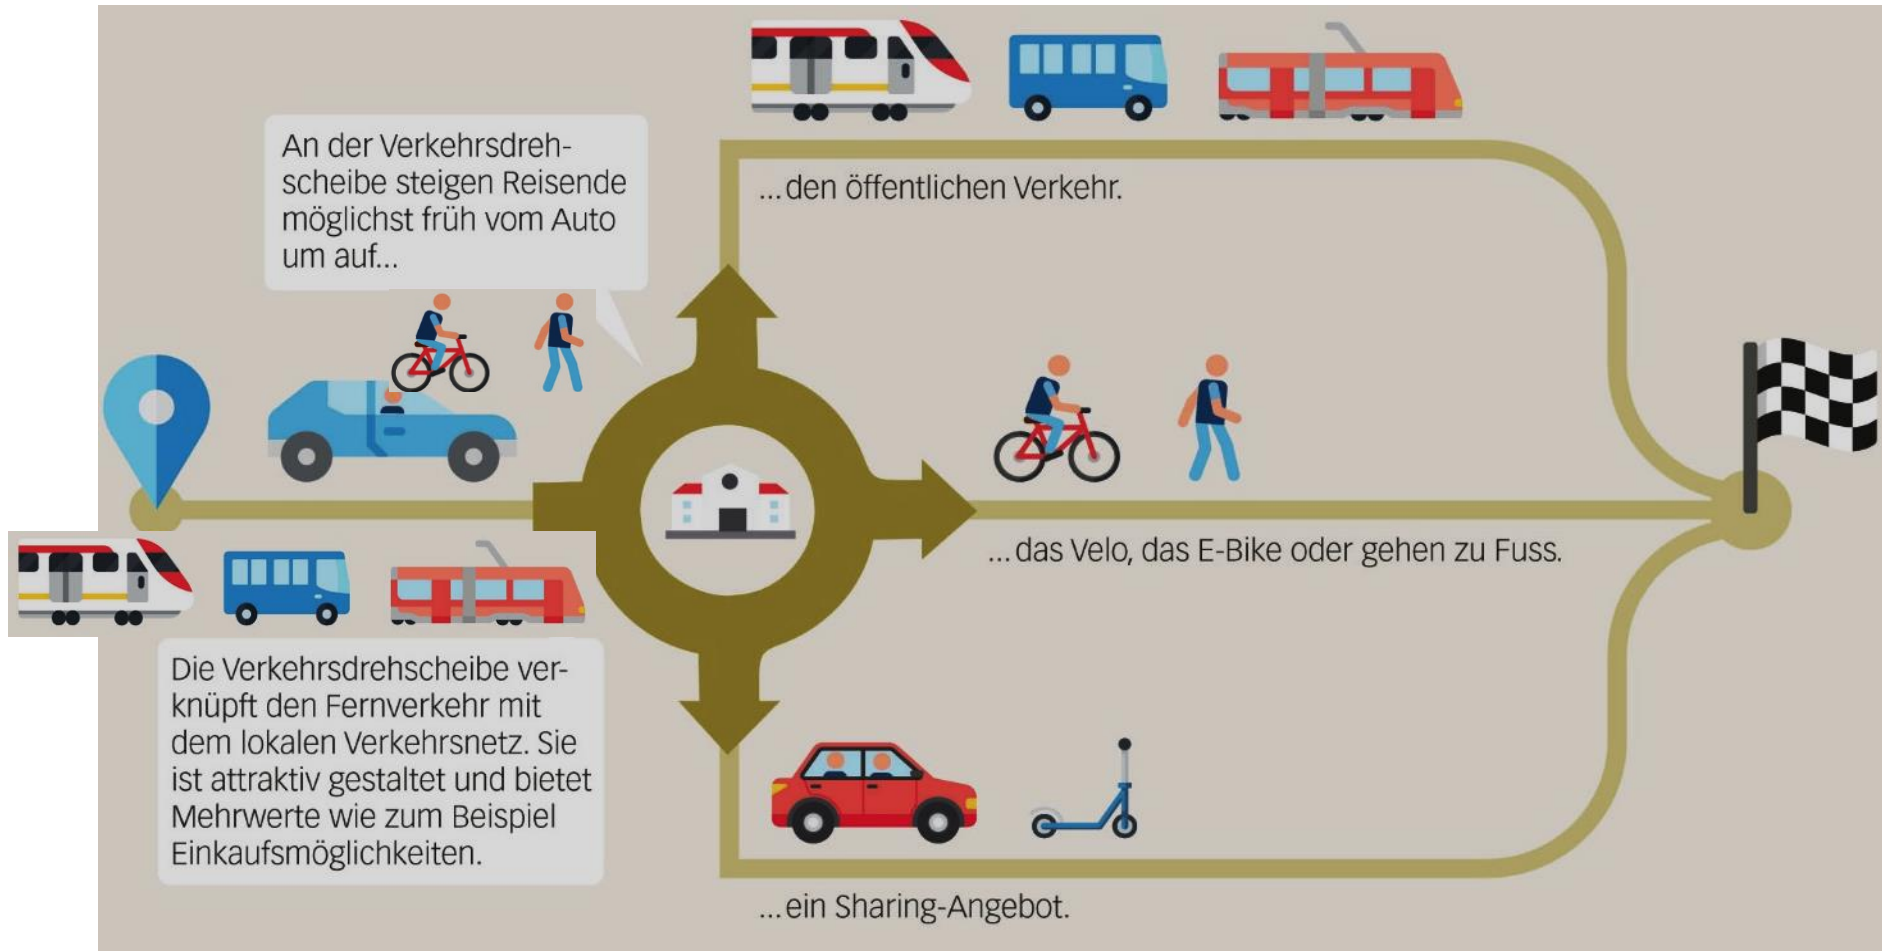 An der Verkehrsdreh-
scheibe steigen Reisende
möglichst früh vom Auto
um auf...
...den öffentlichen Verkehr.
...das Velo, das E-Bike oder gehen zu Fuss.
Die Verkehrsdrehscheibe ver-
knüpft den Fernverkehr mit
dem lokalen Verkehrsnetz. Sie
ist attraktiv gestaltet und bietet
Mehrwerte wie zum Beispiel
Einkaufsmöglichkeiten.
...ein Sharing-Angebot.